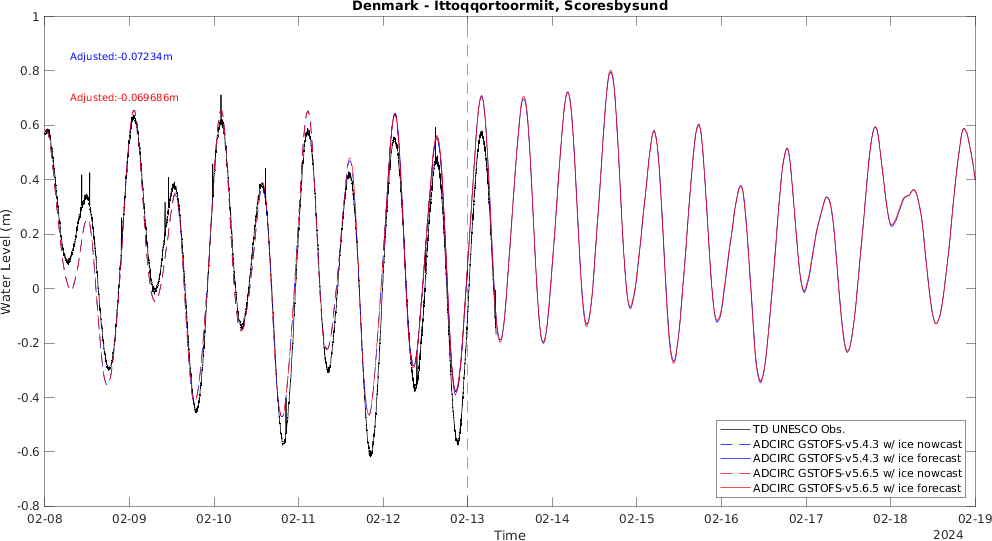 Denmark - Ittoqqortoormiit, Scoresbysund
Adjusted:-0.07234m
Adjusted:-0.069686m
Water Level (m)
1
0.8
0.6
0.4
0.2
0
-0.2
-0.4
-0.6
-0.8
TD UNESCO Obs.
ADCIRC GSTOFS-v5.4.3 w/ ice nowcast
ADCIRC GSTOFS-v5.4.3 w/ ice forecast
ADCIRC GSTOFS-v5.6.5 w/ ice nowcast
ADCIRC GSTOFS-v5.6.5 w/ ice forecast
02-08 02-09 02-10 02-11 02-12 02-13 02-14 02-15 02-16 02-17 02-18 02-19
Time
2024